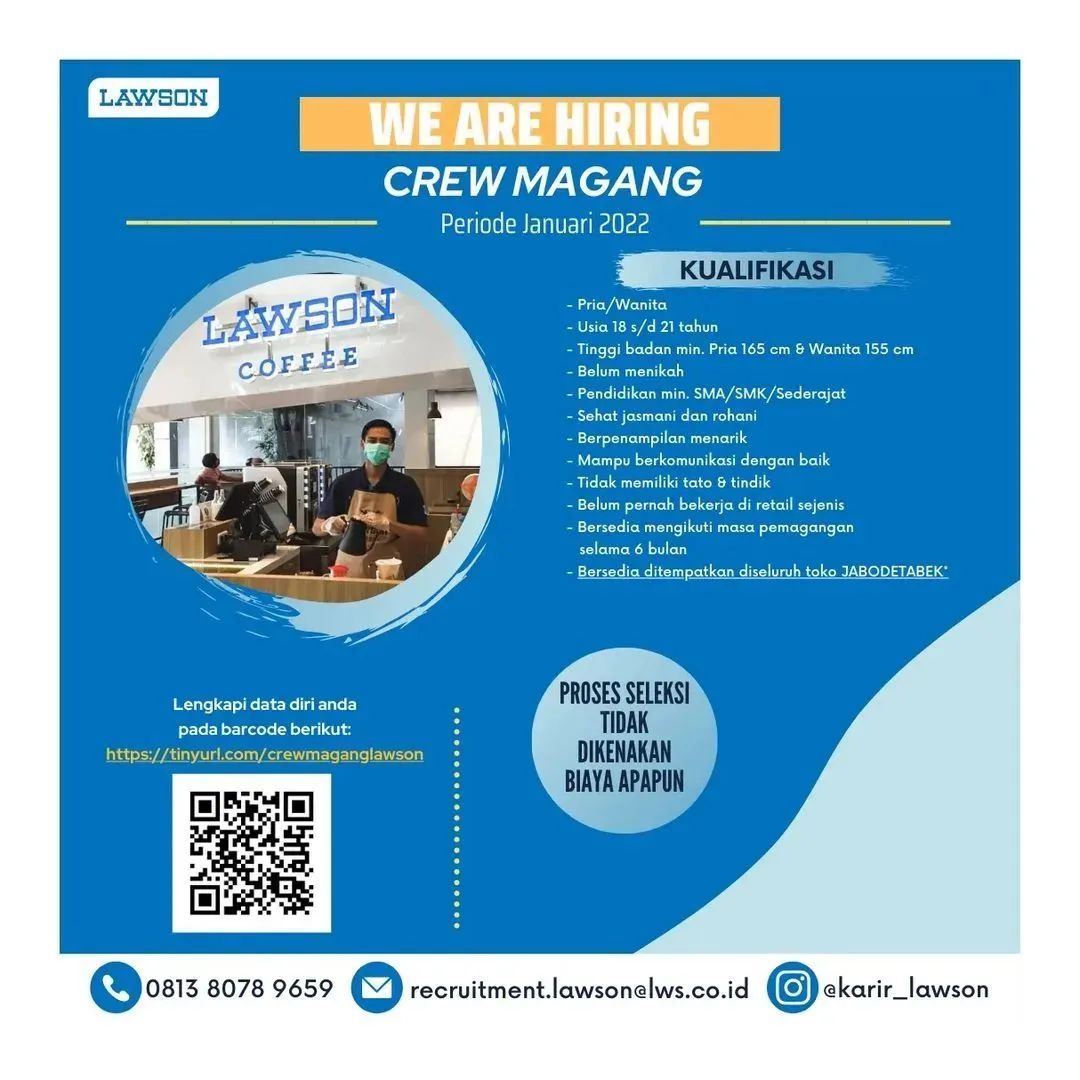 LAWSON
WE ARE HIRING
CREW MAGANG
Periode Januari 2022
LAWSON
COFFEE
KUALIFIKASI
- Pria/Wanita
- Usia 18 s/d 21 tahun
- Tinggi badan min. Pria 165 cm & Wanita 155 cm
- Belum menikah
- Pendidikan min. SMA/SMK/Sederajat
- Sehat jasmani dan rohani
- Berpenampilan menarik
- Mampu berkomunikasi dengan baik
- Tidak memiliki tato & tindik
- Belum pernah bekerja di retail sejenis
- Bersedia mengikuti masa pemagangan
selama 6 bulan
- Bersedia ditempatkan diseluruh toko JABODETABEK*
Lengkapi data diri anda
pada barcode berikut:
https://tinyurl.com/crewmaganglawson
PROSES SELEKSI
TIDAK
DIKENAKAN
BIAYA APAPUN
0813 8078 9659
recruitment.lawson@lws.co.id
@karir_lawson